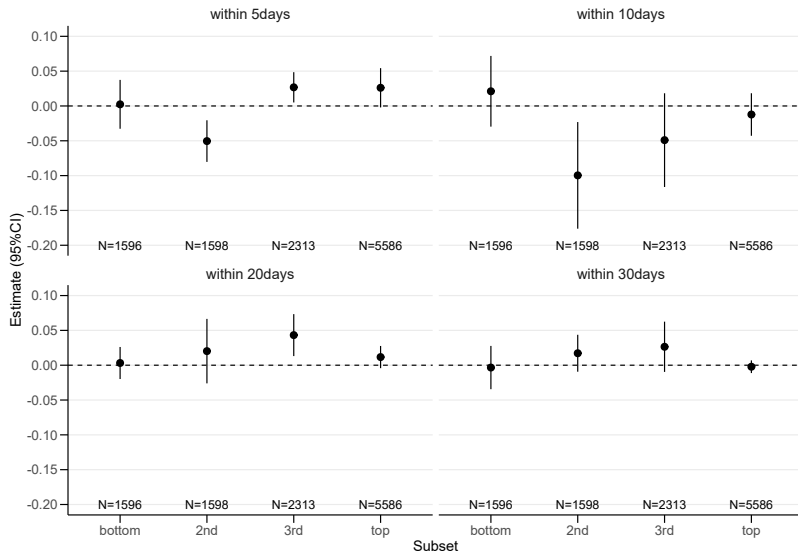 within 5days within 10days
0.10
0.05
0.00
-0.05
-0.10
-0.15
-0.20
N=1596 N=1598 N=2313 N=5586 N=1596 N=1598 N=2313 N=5586
Estimate (95%CI)
within 20days within 30days
0.10
0.05
0.00
-0.05
-0.10
-0.15
-0.20
N=1596 N=1598 N=2313 N=5586 N=1596 N=1598 N=2313 N=5586
bottom 2nd 3rd top bottom 2nd 3rd top
Subset